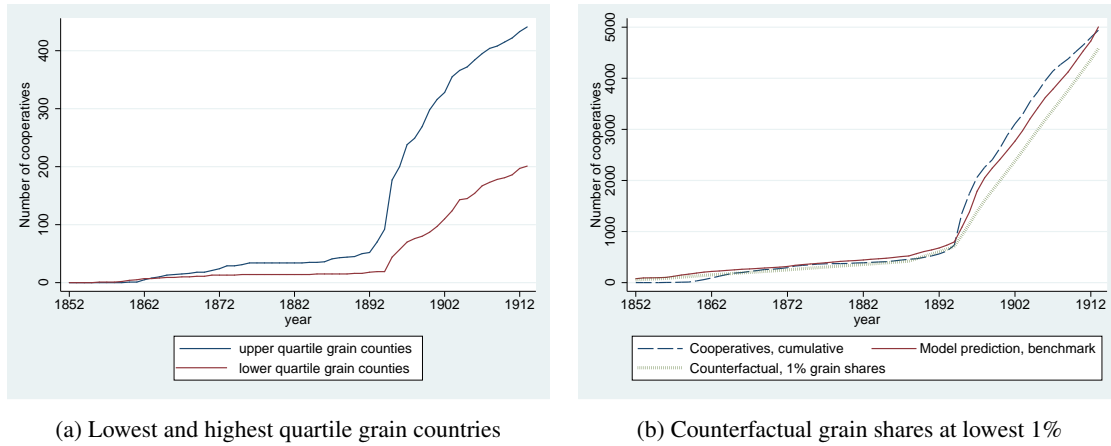 Number of cooperatives
400
300
200
100
0
1852 1862 1872 1882 1892 1902 1912
year
upper quartile grain counties
lower quartile grain counties
(a) Lowest and highest quartile grain countries
Number of cooperatives
5000
4000
3000
2000
1000
0
1852 1862 1872 1882 1892 1902 1912
year
Cooperatives, cumulative Model prediction, benchmark
Counterfactual, 1% grain shares
(b) Counterfactual grain shares at lowest 1%